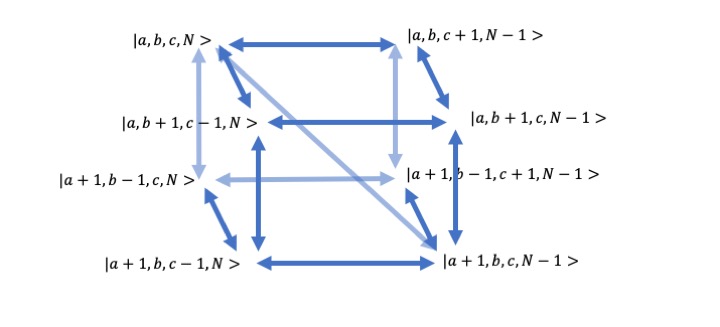 |a, b, c, N >
|a, b, c + 1, N − 1 >
|a, b + 1, c − 1, N >
|a, b + 1, c, N − 1 >
|a + 1, b − 1, c, N >
|a + 1, b − 1, c + 1, N − 1 >
|a + 1, b, c − 1, N >
|a + 1, b, c, N − 1 >